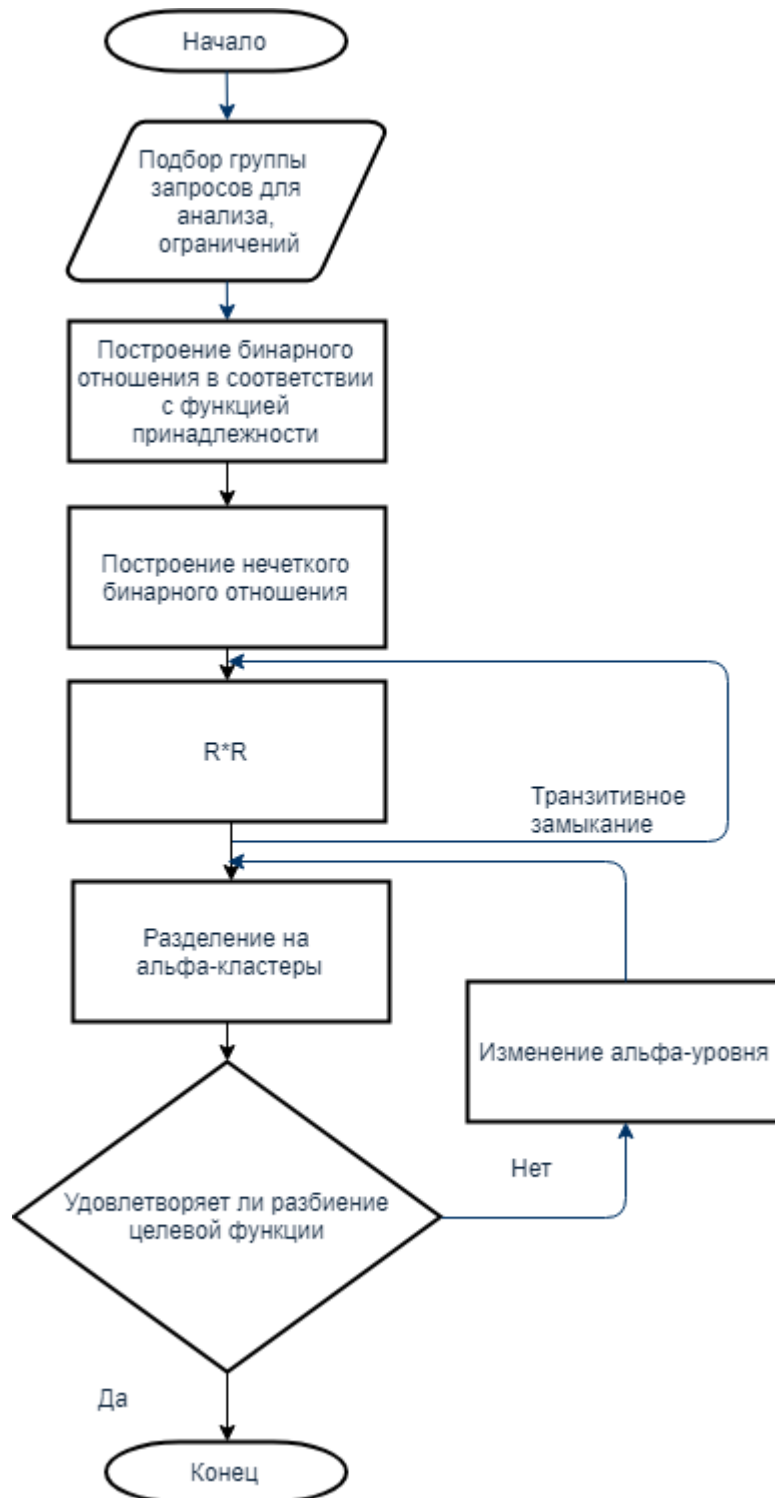 Начало
Подбор группы
запросов для
анализа,
ограничений
Построение бинарного
отношения в соответствии
с функцией
принадлежности
Построение нечеткого
бинарного отношения
R*R
Транзитивное
замыкание
Разделение на
альфа-кластеры
Изменение альфа-уровня
Нет
Удовлетворяет ли разбиение
целевой функции
Да
Конец